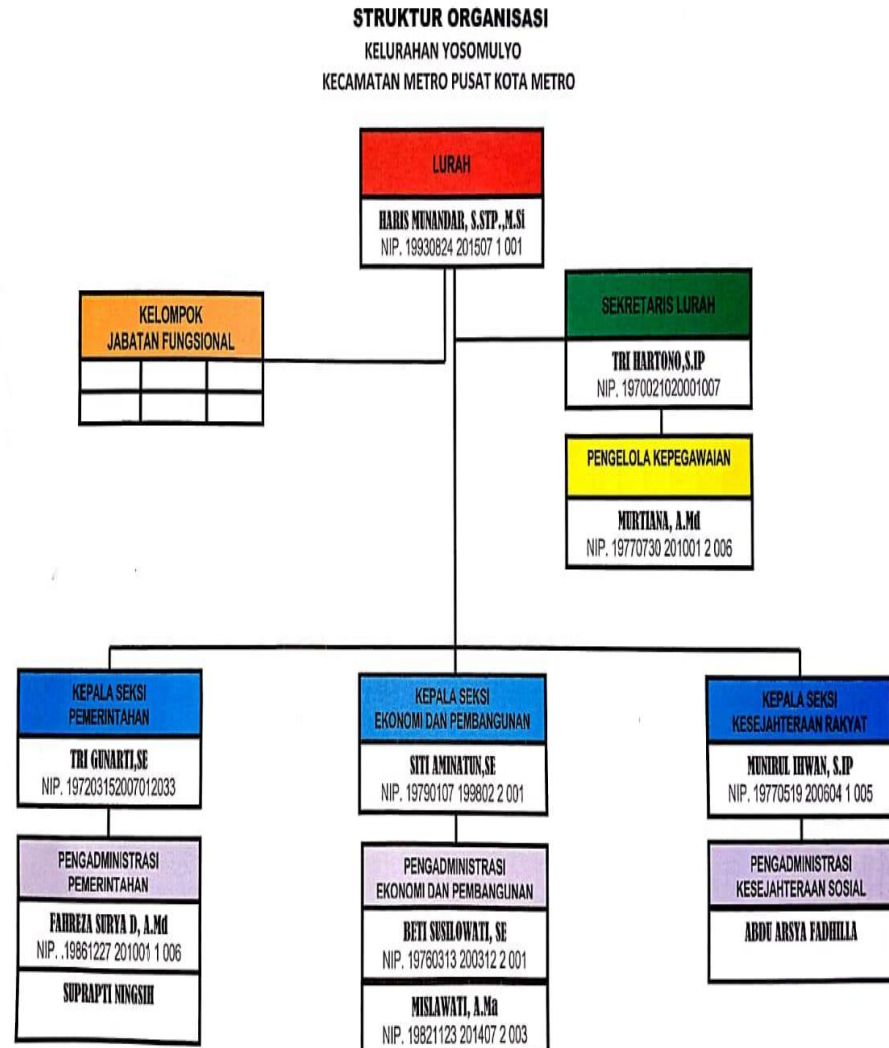 STRUKTUR ORGANISASI
KELURAHAN YOSOMULYO
KECAMATAN METRO PUSAT KOTA METRO
LURAH
HARIS MUNANDAR, S.STP.,M.Si
NIP. 19930824 201507 1 001
KELOMPOK
JABATAN FUNGSIONAL
SEKRETARIS LURAH
TRI HARTONO,S.IP
NIP. 1970021020001007
PENGELOLA KEPEGAWAIAN
MURTIANA, A.Md
NIP. 19770730 201001 2 006
KEPALA SEKSI
PEMERINTAHAN
TRI GUNARTI,SE
NIP. 197203152007012033
PENGADMINISTRASI
PEMERINTAHAN
FAHREZA SURYA D, A.Md
NIP. .19861227 201001 1 006
SUPRAPTI NINGSIH
KEPALA SEKSI
EKONOMI DAN PEMBANGUNAN
SITI AMINATUN,SE
NIP. 19790107 199802 2 001
PENGADMINISTRASI
EKONOMI DAN PEMBANGUNAN
BETI SUSILOWATI, SE
NIP. 19760313 200312 2 001
MISLAWATI, A.Ma
NIP. 19821123 201407 2 003
KEPALA SEKSI
KESEJAHTERAAN RAKYAT
MUNIRUL IHWAN, S.IP
NIP. 19770519 200604 1 005
PENGADMINISTRASI
KESEJAHTERAAN SOSIAL
ABDU ARSYA FADHILLA